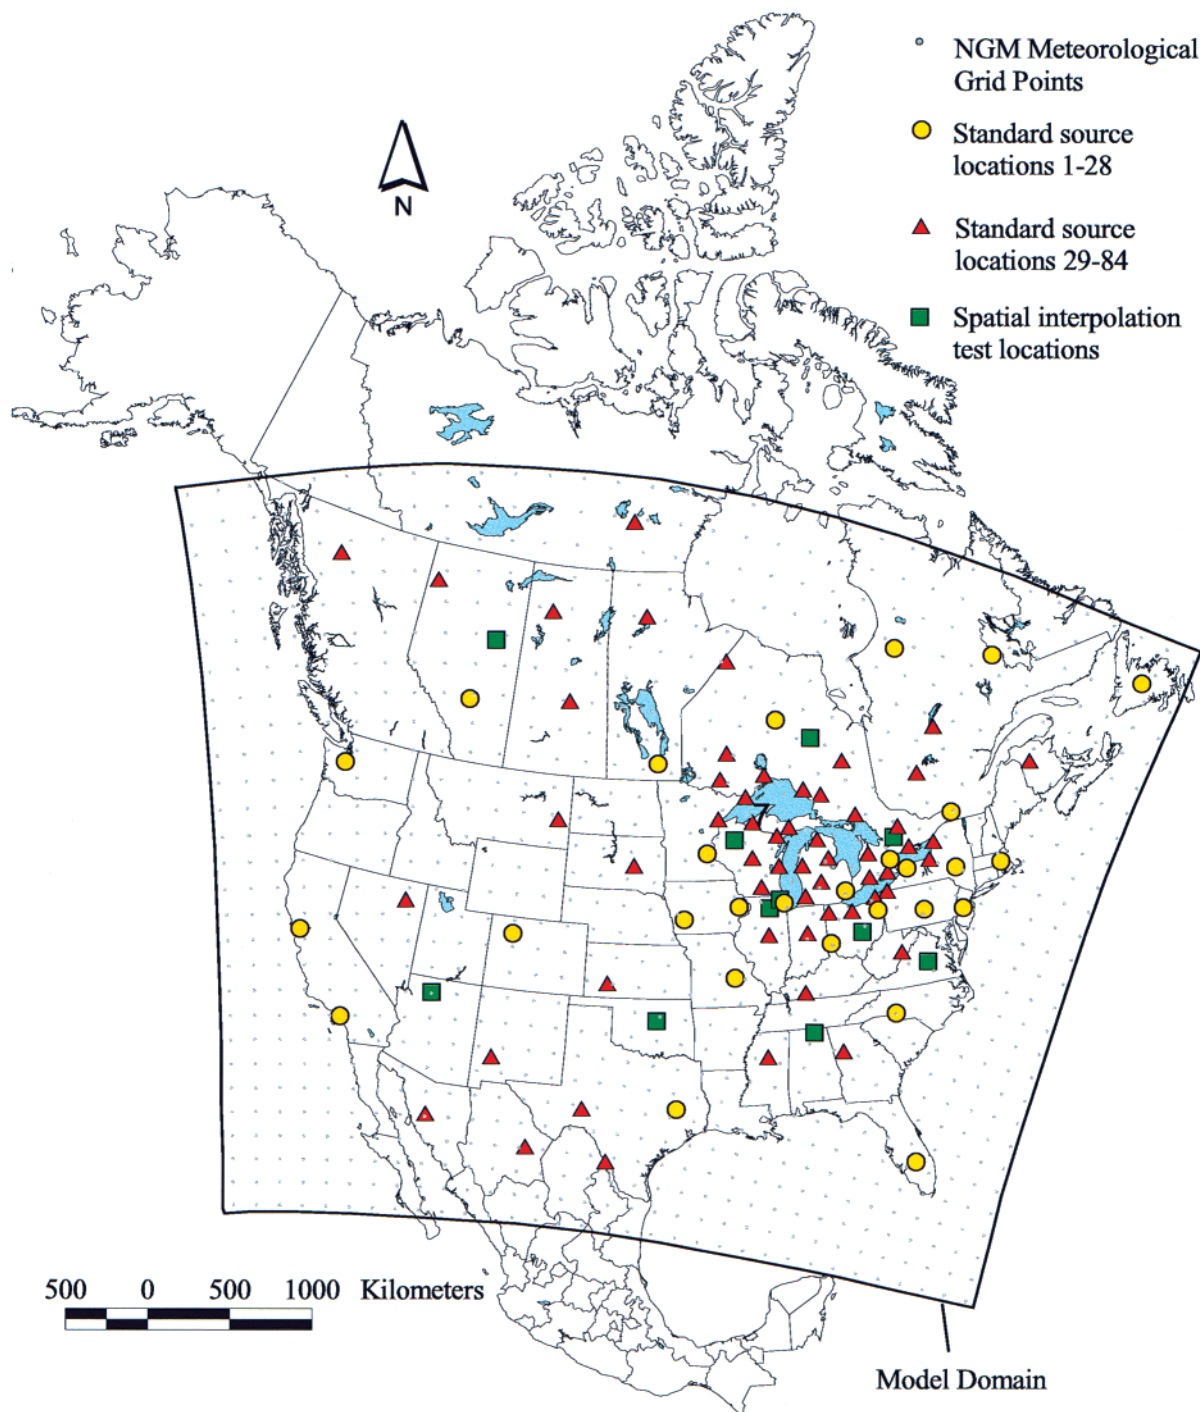 NGM Meteorological
Grid Points
Standard source
locations 1-28
Standard source
locations 29-84
Spatial interpolation
test locations
N
500 0 500 1000 Kilometers
Model Domain